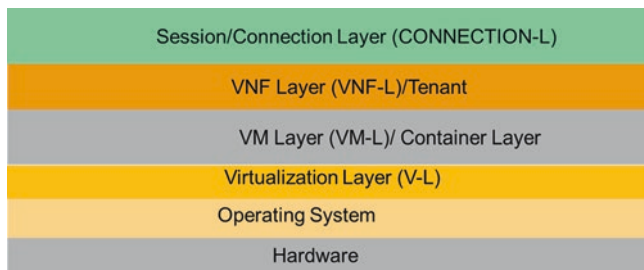 Session/Connection Layer (CONNECTION-L)
VNF Layer (VNF-L)/Tenant
VM Layer (VM-L)/ Container Layer
Virtualization Layer (V-L)
Operating System
Hardware